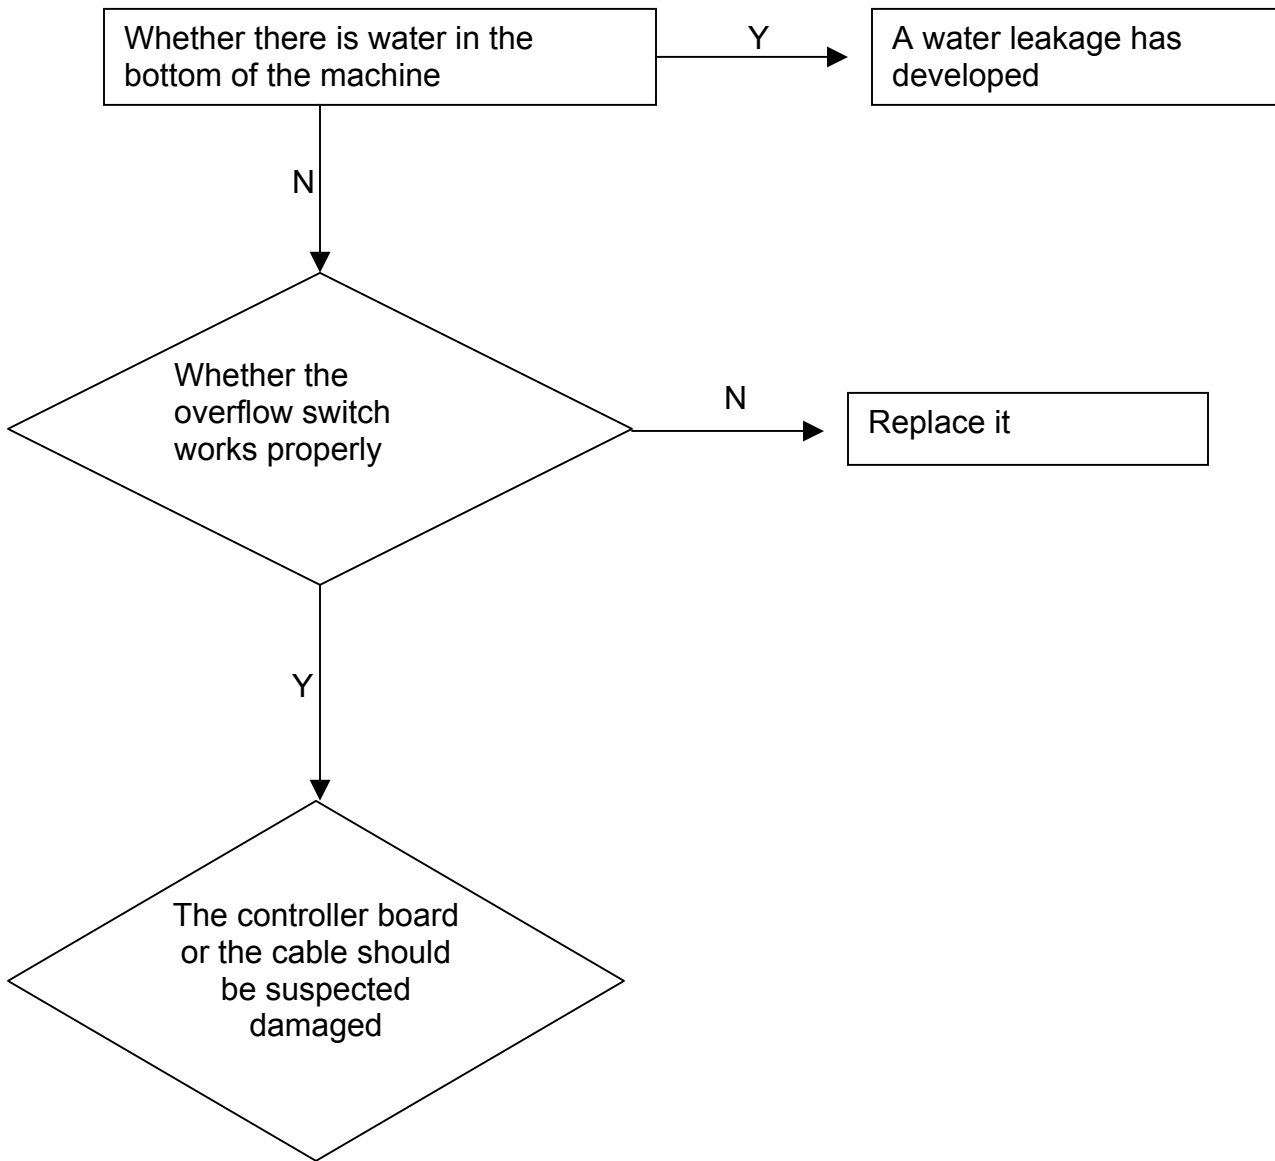 Whether there is water in the
bottom of the machine
Y
A water leakage has
developed
N
Whether the
overflow switch
works properly
N
Replace it
Y
The controller board
or the cable should
be suspected
damaged